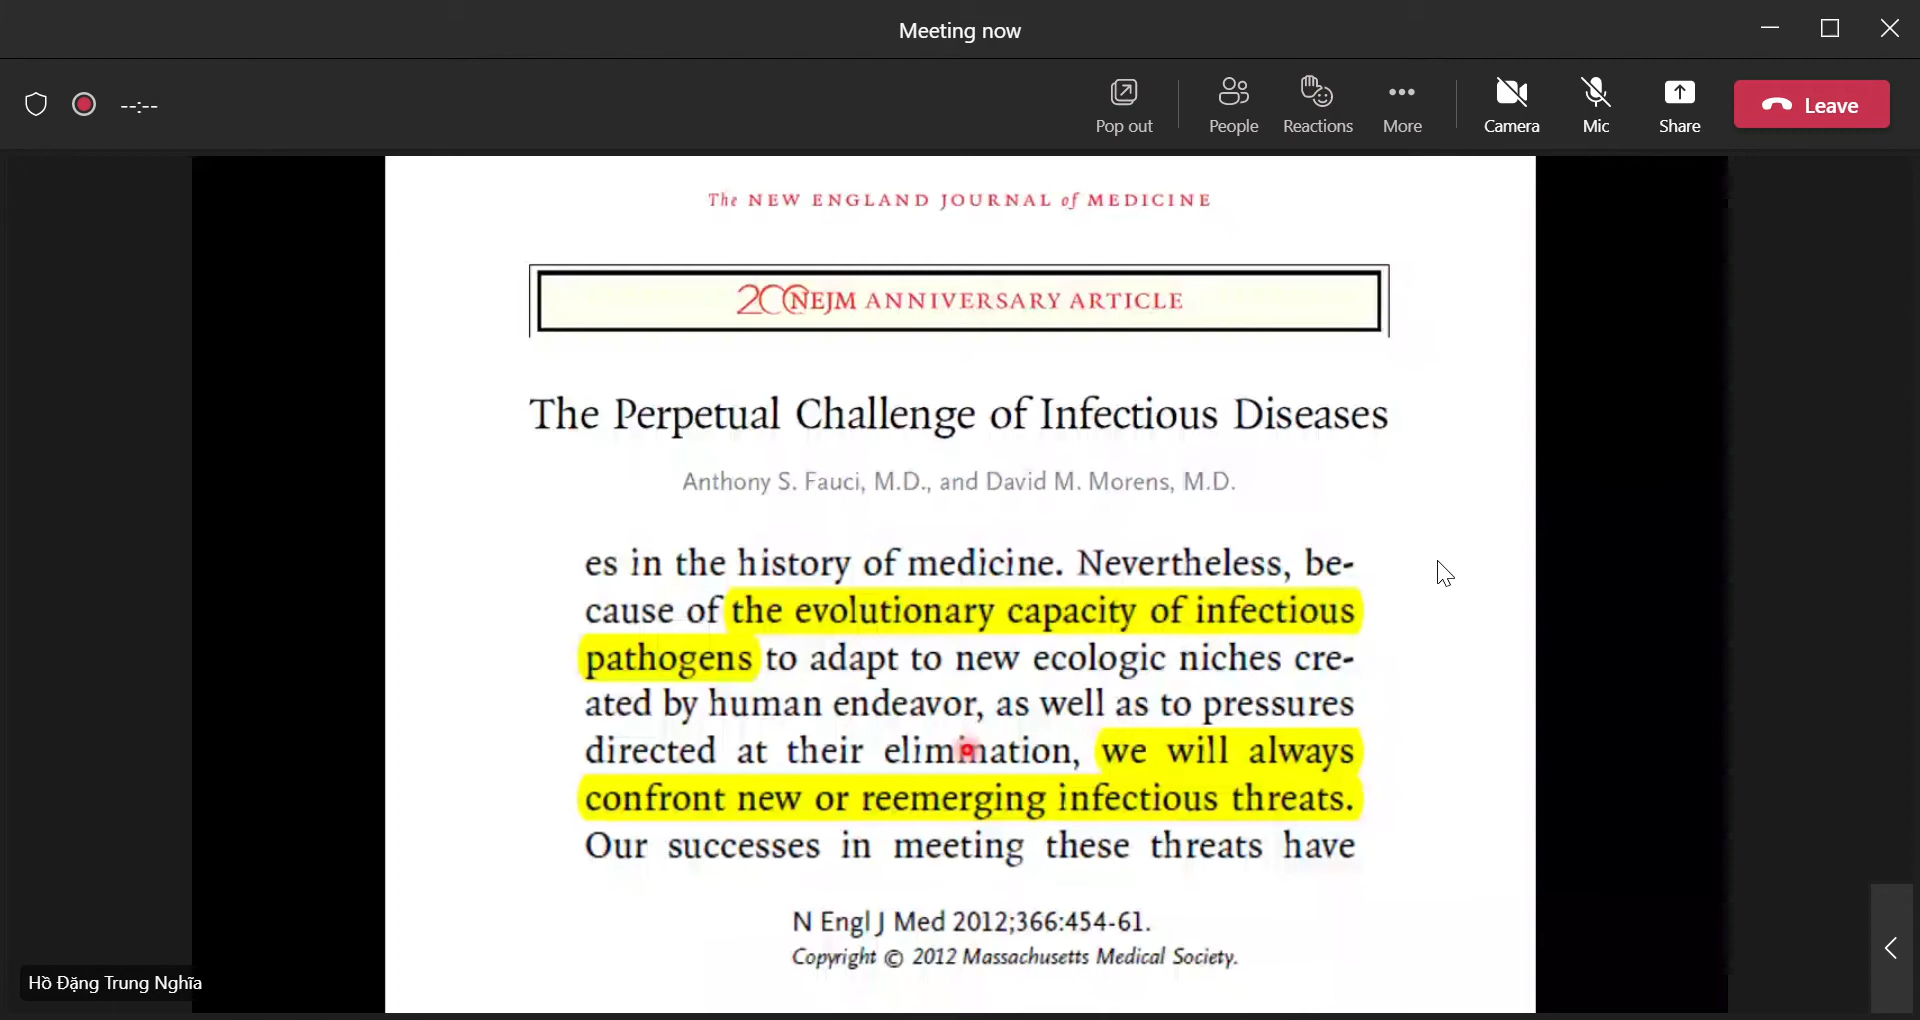 Meeting now
--:--
Pop out
People
Reactions
More
Camera
Mic
Share
Leave
The NEW ENGLAND JOURNAL of MEDICINE
200 NEJM ANNIVERSARY ARTICLE
The Perpetual Challenge of Infectious Diseases
Anthony S. Fauci, M.D., and David M. Morens, M.D.
es in the history of medicine. Nevertheless, be-
cause of the evolutionary capacity of infectious
pathogens to adapt to new ecologic niches cre-
ated by human endeavor, as well as to pressures
directed at their elimination, we will always
confront new or reemerging infectious threats.
Our successes in meeting these threats have
N Engl J Med 2012;366:454-61.
Copyright © 2012 Massachusetts Medical Society.
Hồ Đặng Trung Nghĩa